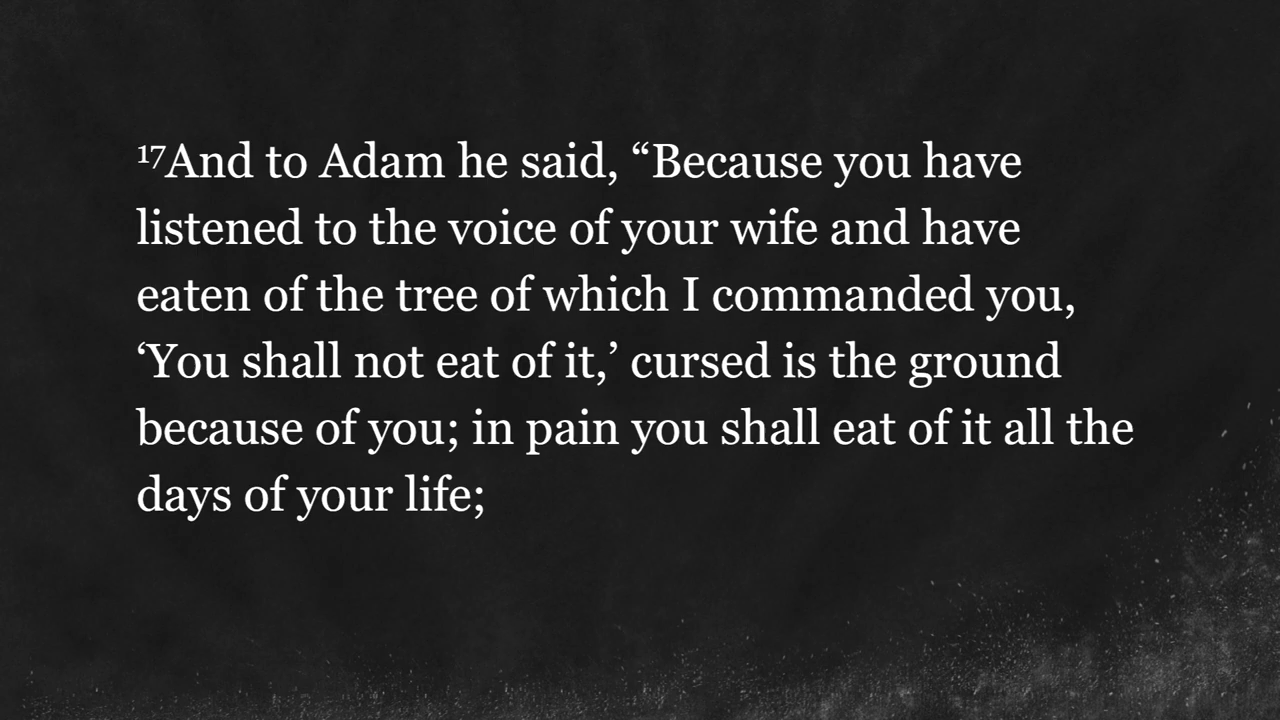 17And to Adam he said, “Because you have
listened to the voice of your wife and have
eaten of the tree of which I commanded you,
‘You shall not eat of it,’ cursed is the ground
because of you; in pain you shall eat of it all the
days of your life;